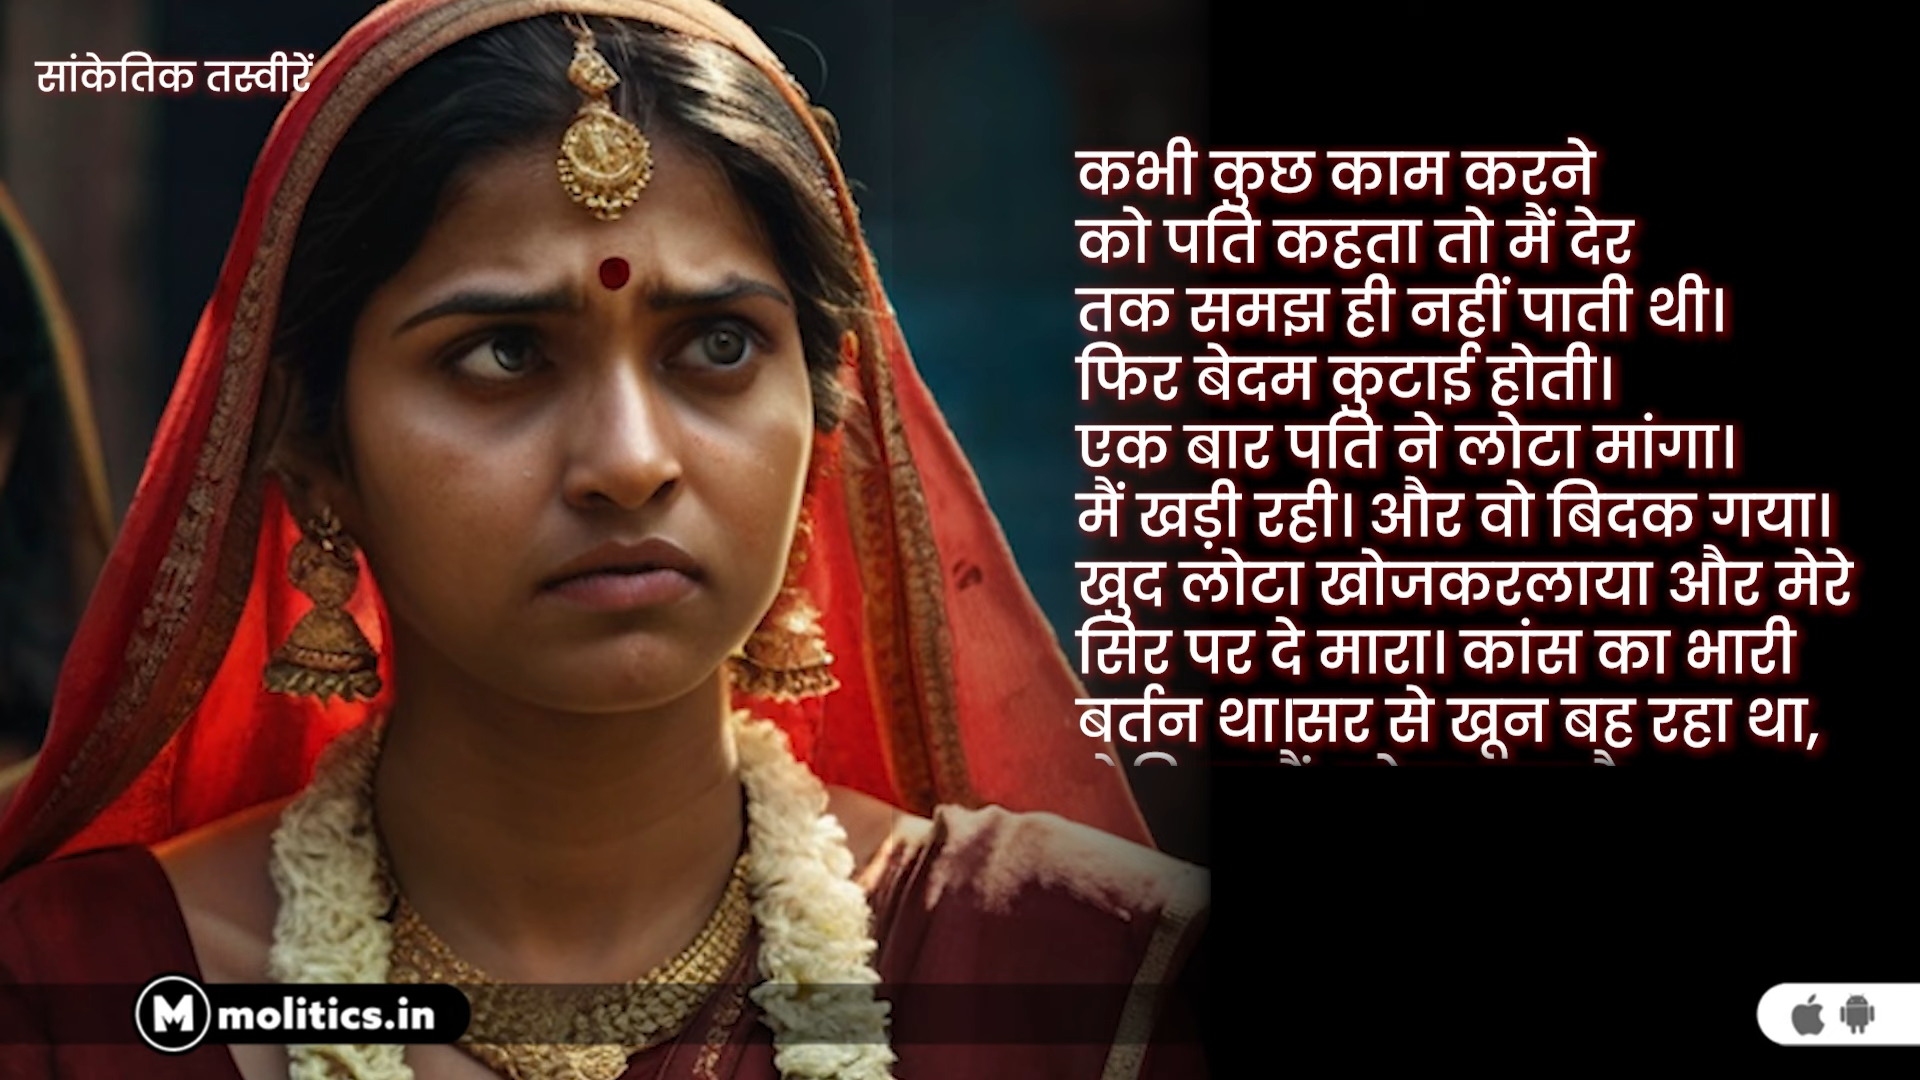 सांकेतिक तस्वीरें
कभी कुछ काम करने
को पति कहता तो मैं देर
तक समझ ही नहीं पाती थी।
फिर बेदम कुटाई होती।
एक बार पति ने लोटा मांगा।
मैं खड़ी रही। और वो बिदक गया।
खुद लोटा खोजकरलाया और मेरे
सिर पर दे मारा। कांस का भारी
बर्तन था।सर से खून बह रहा था,
molitics.in